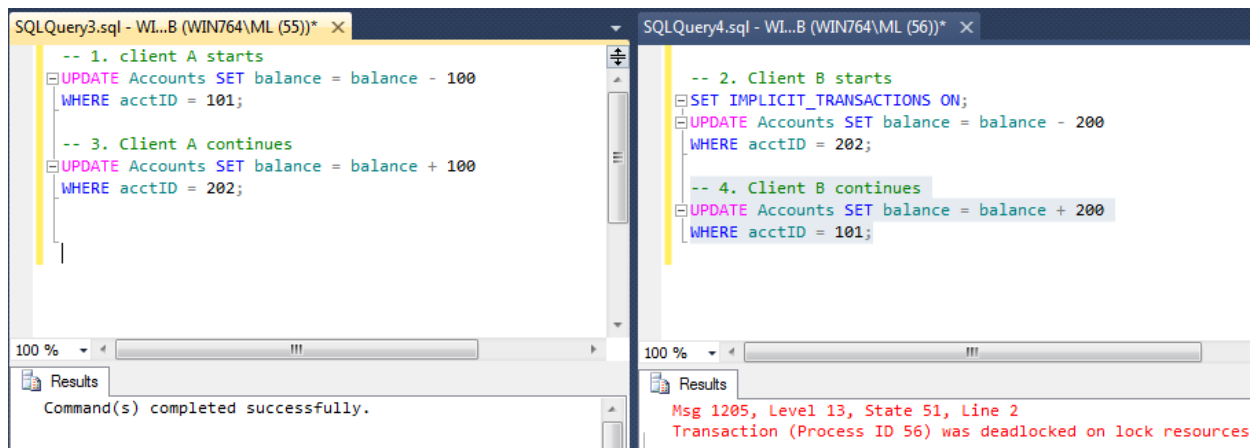 SQLQuery3.sql - WI...B (WIN764\ML (55))*
-- 1. client A starts
UPDATE Accounts SET balance = balance - 100
WHERE acctID = 101;
-- 3. Client A continues
UPDATE Accounts SET balance = balance + 100
WHERE acctID = 202;
100 %
Results
Command(s) completed successfully.
SQLQuery4.sql - WI...B (WIN764\ML (56))*
-- 2. Client B starts
SET IMPLICIT_TRANSACTIONS ON;
UPDATE Accounts SET balance = balance - 200
WHERE acctID = 202;
-- 4. Client B continues
UPDATE Accounts SET balance = balance + 200
WHERE acctID = 101;
100 %
Results
Msg 1205, Level 13, State 51, Line 2
Transaction (Process ID 56) was deadlocked on lock resources